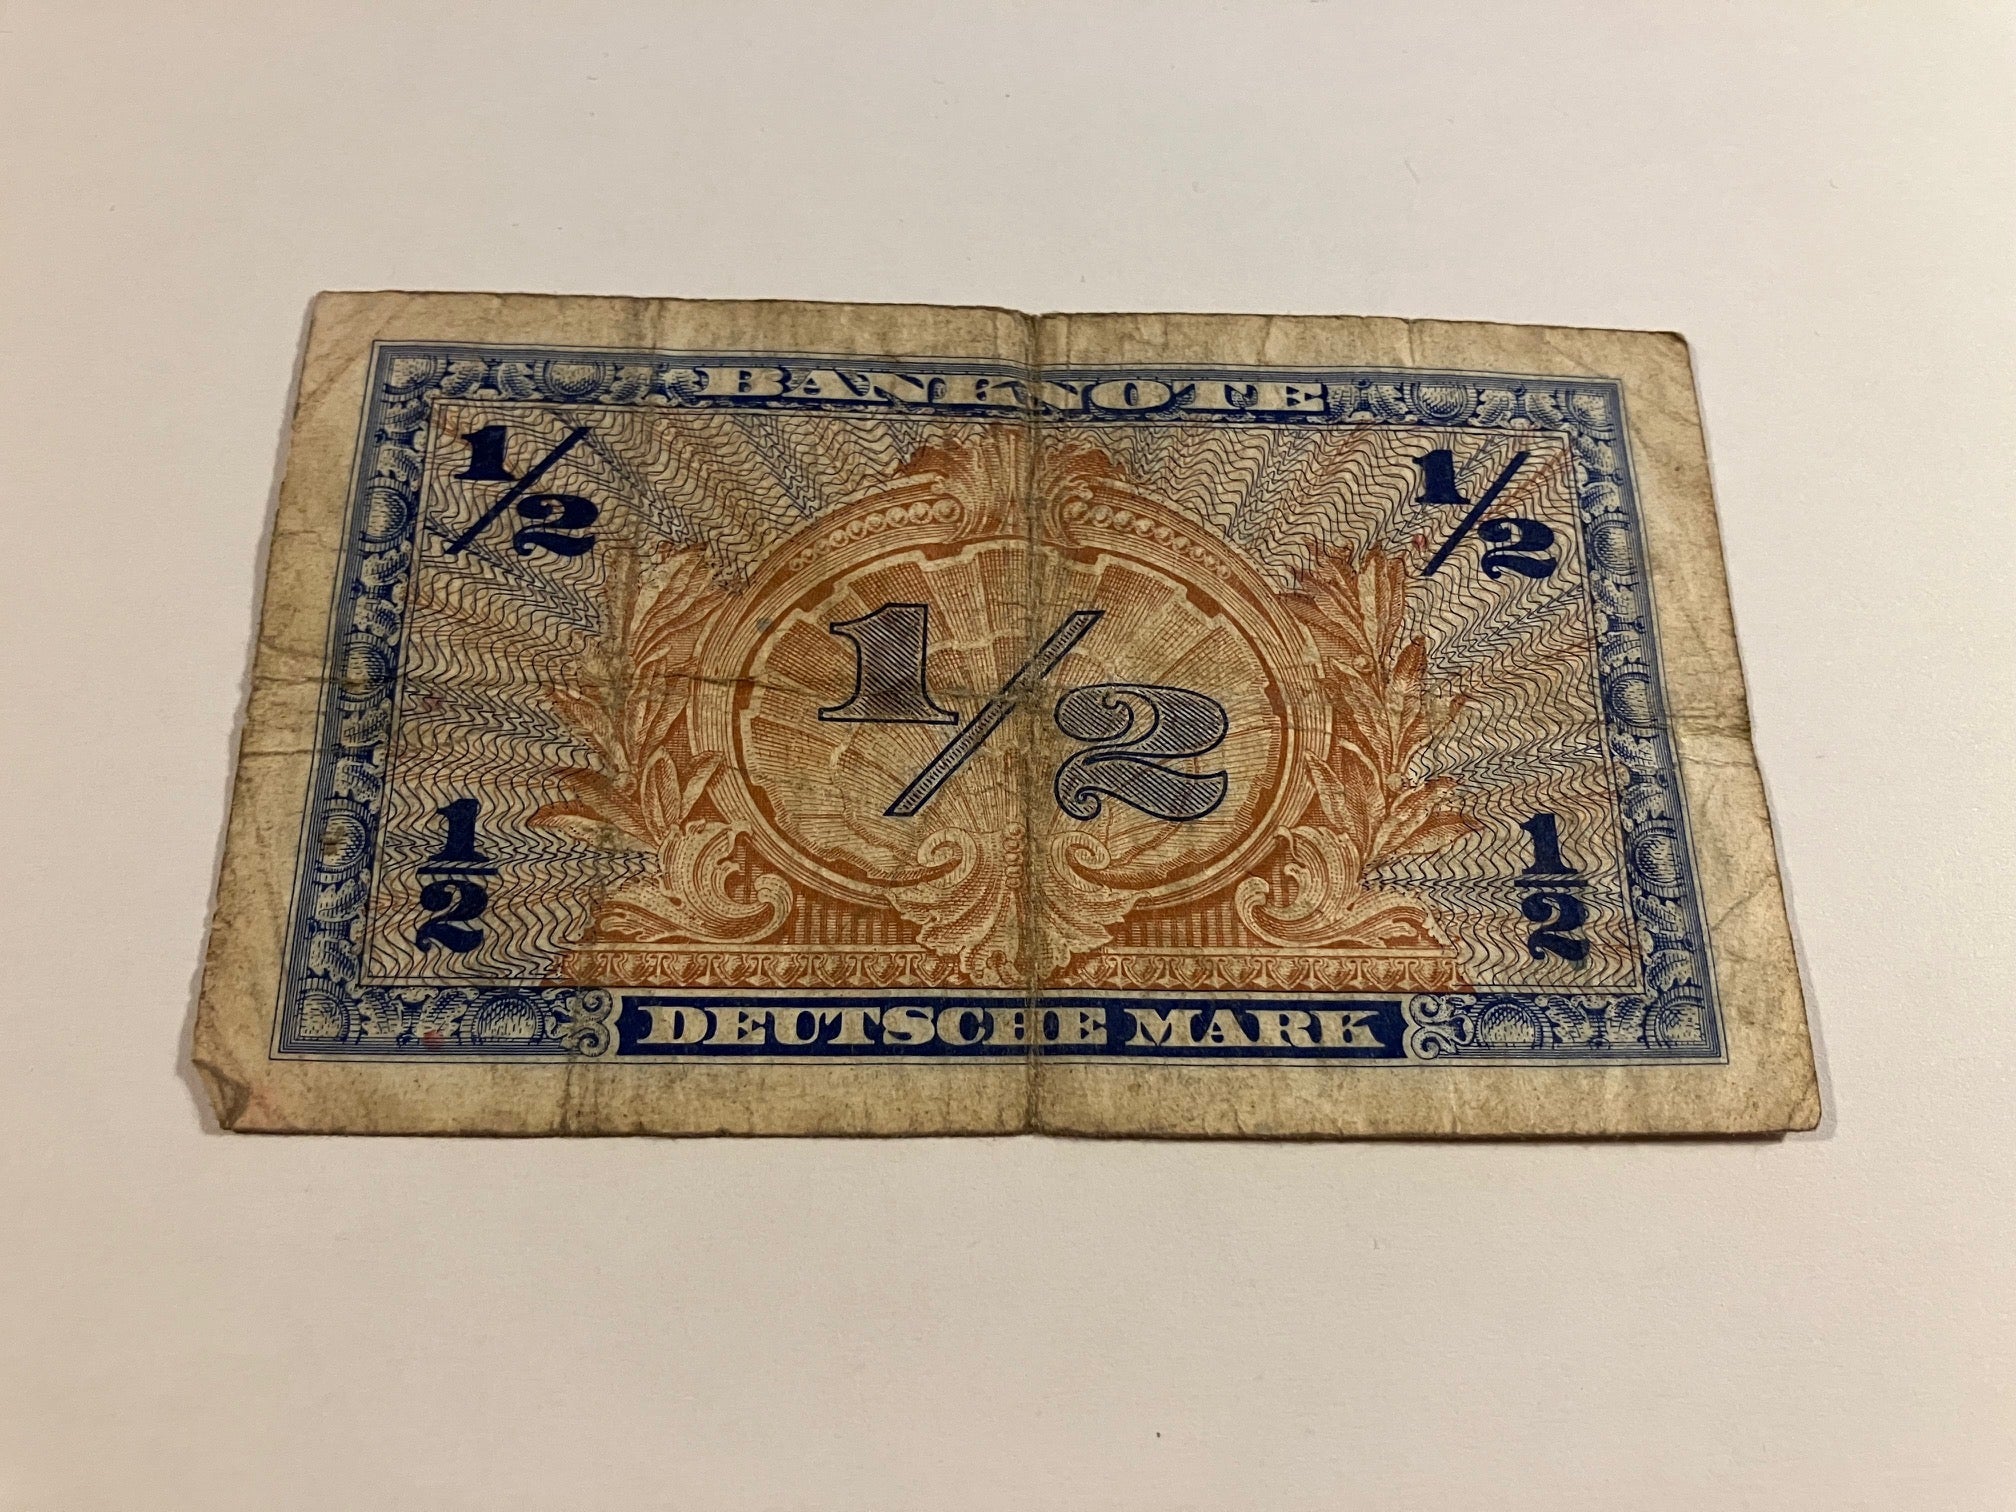 BANKNOTE
1/2 1/2
1/2
1/2 1/2
DEUTSCHE MARK